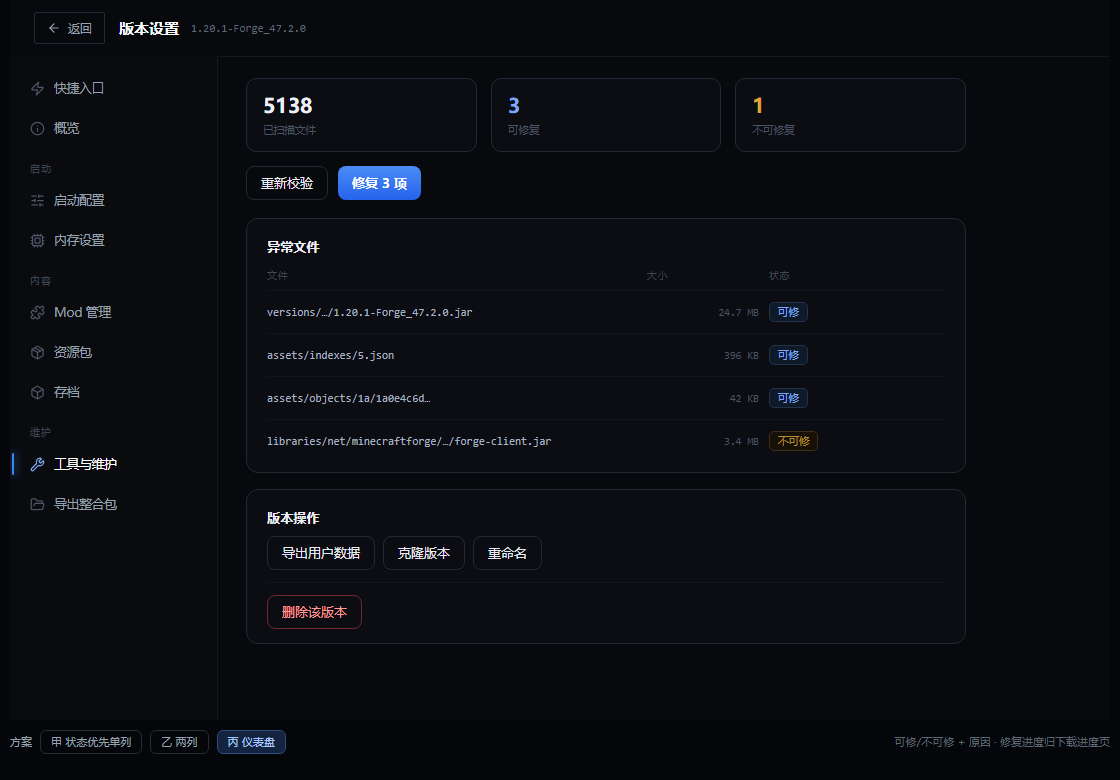 返回 版本设置 1.20.1-Forge_47.2.0
快捷入口
概览
启动
启动配置
内存设置
内容
Mod 管理
资源包
存档
维护
工具与维护
导出整合包
5138
已扫描文件
3
可修复
1
不可修复
重新校验 修复 3 项
异常文件
文件 大小 状态
versions/…/1.20.1-Forge_47.2.0.jar 24.7 MB 可修
assets/indexes/5.json 396 KB 可修
assets/objects/1a/1a0e4c6d… 42 KB 可修
libraries/net/minecraftforge/…/forge-client.jar 3.4 MB 不可修
版本操作
导出用户数据 克隆版本 重命名
删除该版本
方案 甲 状态优先单列 乙 两列 丙 仪表盘 可修/不可修 + 原因 · 修复进度归下载进度页